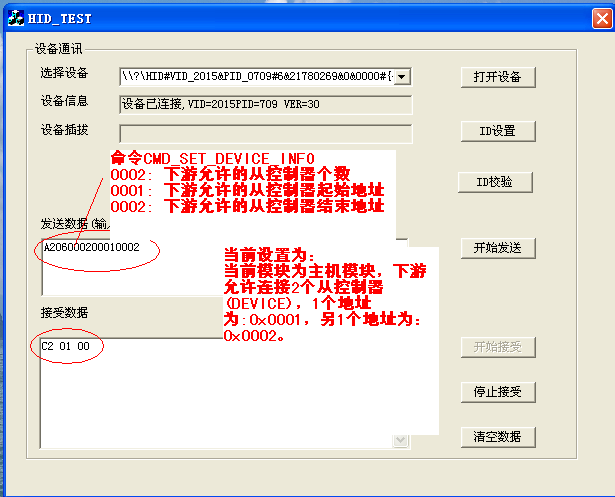 HID_TEST
设备通讯
选择设备
\\?\HID#VID_2015&PID_0709#6&21780269&0&0000#{
打开设备
设备信息
设备已连接,VID=2015PID=709 VER=30
设备插拔
ID设置
命令CMD_SET_DEVICE_INFO
0002: 下游允许的从控制器个数
0001: 下游允许的从控制器起始地址
0002: 下游允许的从控制器结束地址
ID校验
发送数据(输
A206000200010002
开始发送
当前设置为:
当前模块为主机模块, 下游
允许连接2个从控制器
(DEVICE), 1个地址
为:0x0001, 另1个地址为:
0x0002。
接受数据
C2 01 00
开始接受
停止接受
清空数据